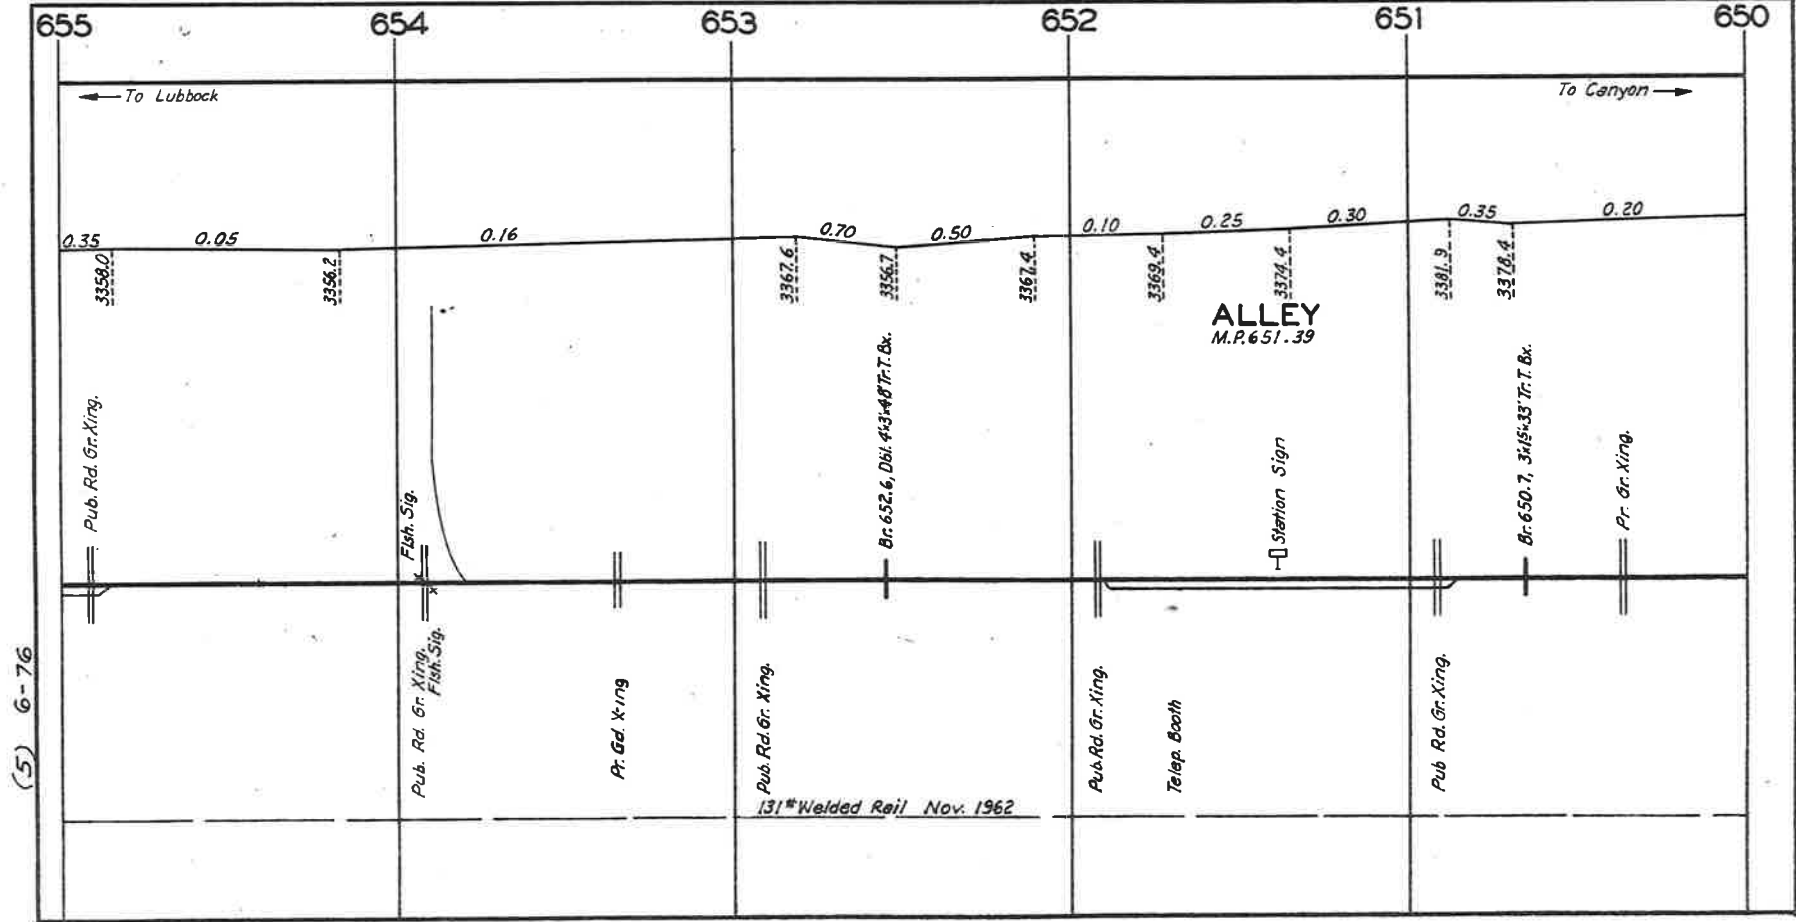 655
654
653
652
651
650
To Lubbock
To Canyon
0.35
0.05
0.16
0.70
0.50
0.10
0.25
0.30
0.35
0.20
3358.0
3356.2
3367.6
3356.7
3367.4
3369.4
3374.4
3381.9
3378.4
ALLEY
M.P. 651.39
Pub. Rd. Gr. Xing.
Flsh. Sig.
Br. 652.6, Dbl. 4'x3'x48' Tr. T. Bx.
Station Sign
Br. 650.7, 3'x15'x33' Tr. T. Bx.
Pr. Gr. Xing.
Pub. Rd. Gr. Xing.
Flsh. Sig.
Pr. Gd. X-ing
Pub. Rd. Gr. Xing.
Pub. Rd. Gr. Xing.
Telep. Booth
Pub Rd. Gr. Xing.
131# Welded Rail Nov. 1962
(5) 6-76